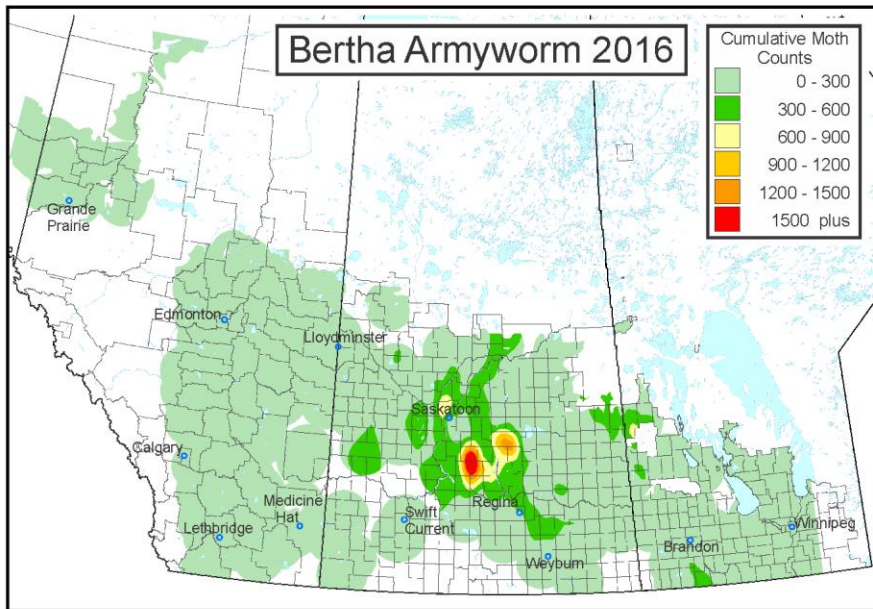 Bertha Armyworm 2016
Cumulative Moth
Counts
0 - 300
300 - 600
600 - 900
900 - 1200
1200 - 1500
1500 plus
Grande
Prairie
Edmonton
Lloydminster
Saskatoon
Calgary
Medicine
Hat
Regina
Swift
Current
Lethbridge
Winnipeg
Brandon
Weyburn